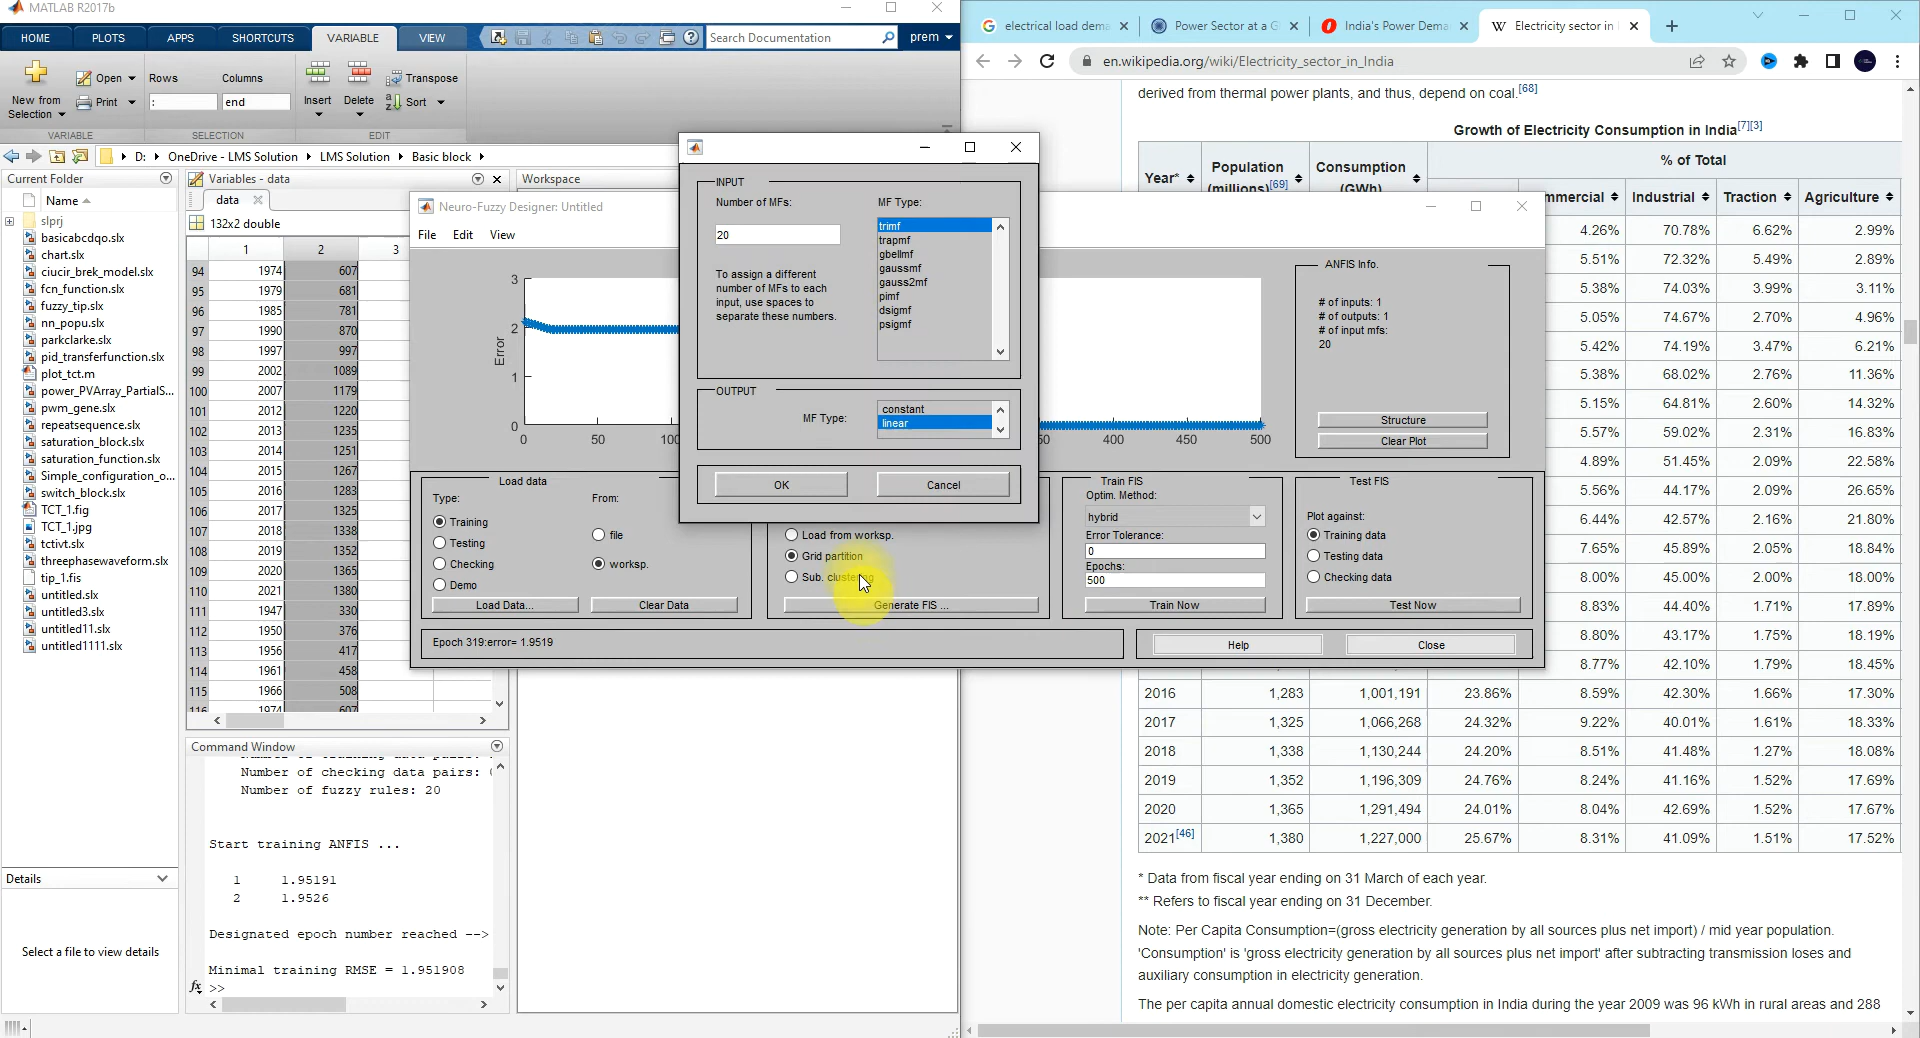 MATLAB R2017b
HOME
PLOTS
APPS
SHORTCUTS
VARIABLE
VIEW
Search Documentation
prem
New from
Selection
Open
Print
Rows
Columns
:
end
Insert
Delete
Transpose
Sort
VARIABLE
SELECTION
EDIT
D: OneDrive - LMS Solution LMS Solution Basic block
Current Folder
Name
slprj
basicabcdqo.slx
chart.slx
ciucir_brek_model.slx
fcn_function.slx
fuzzy_tip.slx
nn_popu.slx
parkclarke.slx
pid_transferfunction.slx
plot_tct.m
power_PVArray_PartialS...
pwm_gene.slx
repeatsequence.slx
saturation_block.slx
saturation_function.slx
Simple_configuration_o...
switch_block.slx
TCT_1.fig
TCT_1.jpg
tctivt.slx
threephasewaveform.slx
tip_1.fis
untitled.slx
untitled3.slx
untitled11.slx
untitled1111.slx
Details
Select a file to view details
Variables - data
data
132x2 double
1 2 3
94 1974 607
95 1979 681
96 1985 781
97 1990 870
98 1997 997
99 2002 1089
100 2007 1179
101 2012 1220
102 2013 1235
103 2014 1251
104 2015 1267
105 2016 1283
106 2017 1325
107 2018 1338
108 2019 1352
109 2020 1365
110 2021 1380
111 1947 330
112 1950 376
113 1956 417
114 1961 458
115 1966 508
116 1974 607
Workspace
Command Window
Number of checking data pairs:
Number of fuzzy rules: 20
Start training ANFIS ...
1 1.95191
2 1.9526
Designated epoch number reached -->
Minimal training RMSE = 1.951908
fx >>
Neuro-Fuzzy Designer: Untitled
File Edit View
Error
3
2
1
0
0 50 100
50 400 450 500
ANFIS Info.
# of inputs: 1
# of outputs: 1
# of input mfs:
20
Structure
Clear Plot
Load data
Type:
From:
Training
Testing
Checking
Demo
file
worksp.
Load Data...
Clear Data
Load from worksp.
Grid partition
Sub. clustering
Generate FIS ...
Train FIS
Optim. Method:
hybrid
Error Tolerance:
0
Epochs:
500
Train Now
Test FIS
Plot against:
Training data
Testing data
Checking data
Test Now
Epoch 319:error= 1.9519
Help
Close
INPUT
Number of MFs:
20
To assign a different
number of MFs to each
input, use spaces to
separate these numbers.
MF Type:
trimf
trapmf
gbellmf
gaussmf
gauss2mf
pimf
dsigmf
psigmf
OUTPUT
MF Type:
constant
linear
OK
Cancel
electrical load dema
Power Sector at a G
India's Power Dema
Electricity sector in
en.wikipedia.org/wiki/Electricity_sector_in_India
derived from thermal power plants, and thus, depend on coal.[68]
Growth of Electricity Consumption in India[7][3]
Year*
Population
(millions)[69]
Consumption
(GWh)
% of Total
mmercial Industrial Traction Agriculture
4.26% 70.78% 6.62% 2.99%
5.51% 72.32% 5.49% 2.89%
5.38% 74.03% 3.99% 3.11%
5.05% 74.67% 2.70% 4.96%
5.42% 74.19% 3.47% 6.21%
5.38% 68.02% 2.76% 11.36%
5.15% 64.81% 2.60% 14.32%
5.57% 59.02% 2.31% 16.83%
4.89% 51.45% 2.09% 22.58%
5.56% 44.17% 2.09% 26.65%
6.44% 42.57% 2.16% 21.80%
7.65% 45.89% 2.05% 18.84%
8.00% 45.00% 2.00% 18.00%
8.83% 44.40% 1.71% 17.89%
8.80% 43.17% 1.75% 18.19%
8.77% 42.10% 1.79% 18.45%
2016 1,283 1,001,191 23.86% 8.59% 42.30% 1.66% 17.30%
2017 1,325 1,066,268 24.32% 9.22% 40.01% 1.61% 18.33%
2018 1,338 1,130,244 24.20% 8.51% 41.48% 1.27% 18.08%
2019 1,352 1,196,309 24.76% 8.24% 41.16% 1.52% 17.69%
2020 1,365 1,291,494 24.01% 8.04% 42.69% 1.52% 17.67%
2021[46] 1,380 1,227,000 25.67% 8.31% 41.09% 1.51% 17.52%
* Data from fiscal year ending on 31 March of each year.
** Refers to fiscal year ending on 31 December.
Note: Per Capita Consumption=(gross electricity generation by all sources plus net import) / mid year population.
'Consumption' is 'gross electricity generation by all sources plus net import' after subtracting transmission loses and
auxiliary consumption in electricity generation.
The per capita annual domestic electricity consumption in India during the year 2009 was 96 kWh in rural areas and 288